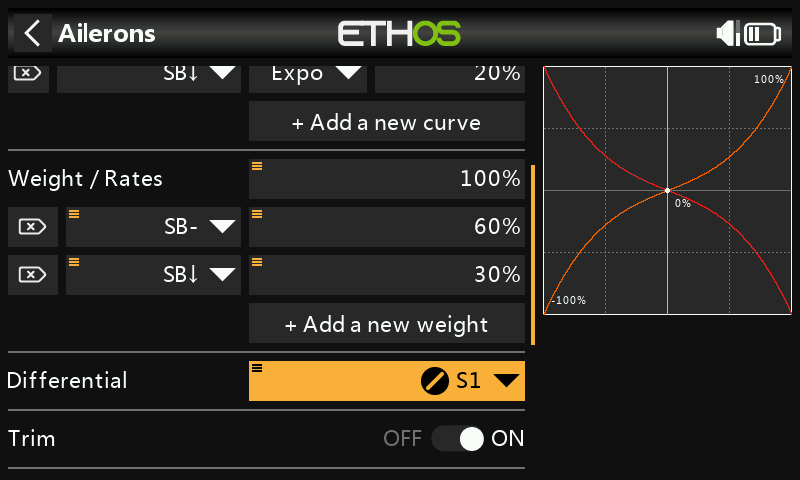 Ailerons
ETHOS
SB↓ Expo 20%
+ Add a new curve
Weight / Rates 100%
SB- 60%
SB↓ 30%
+ Add a new weight
Differential S1
Trim OFF ON
100%
0%
-100%